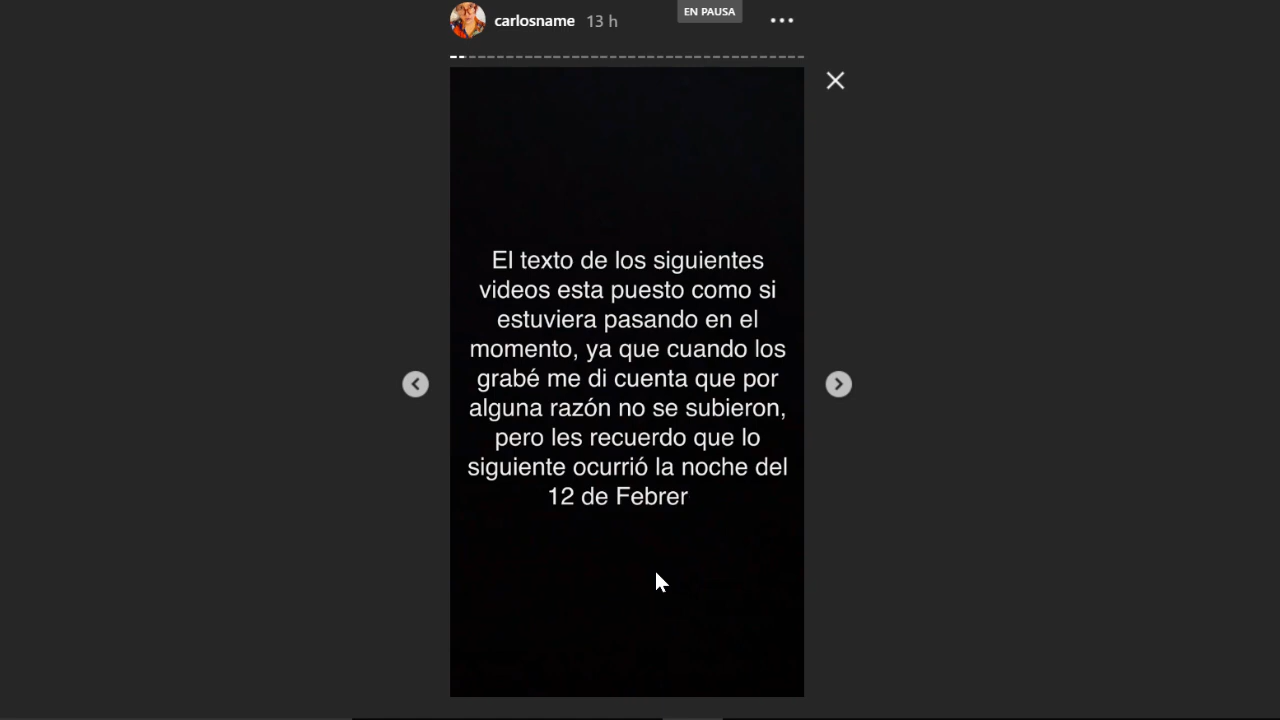 carlosname 13 h
EN PAUSA
El texto de los siguientes
videos esta puesto como si
estuviera pasando en el
momento, ya que cuando los
grabé me di cuenta que por
alguna razón no se subieron,
pero les recuerdo que lo
siguiente ocurrió la noche del
12 de Febrer